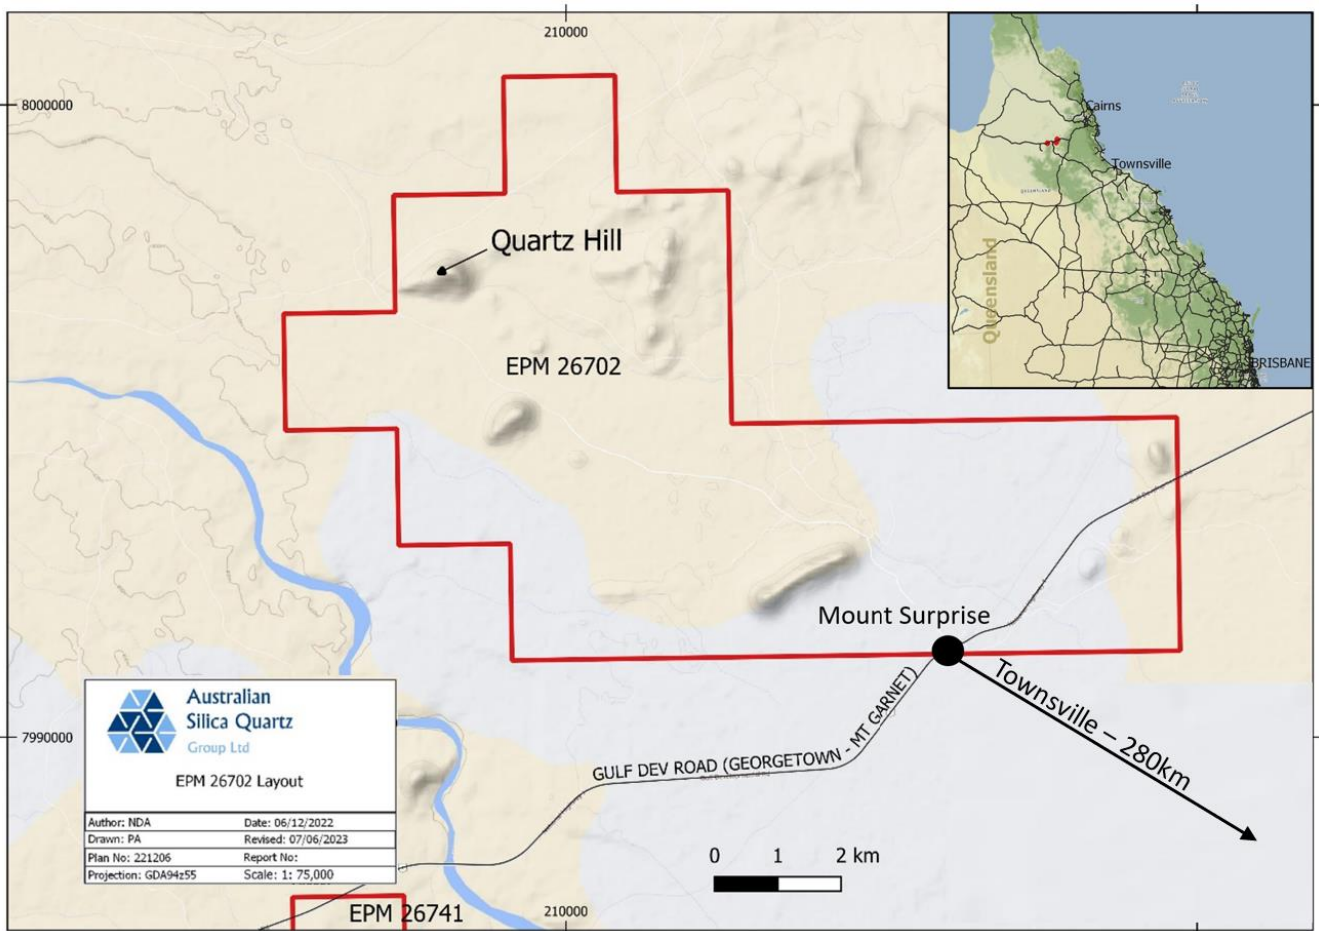 210000
8000000
Cairns
Townsville
Queensland
BRISBANE
Quartz Hill
EPM 26702
Mount Surprise
Townsville – 280km
GULF DEV ROAD (GEORGETOWN - MT GARNET)
7990000
Australian
Silica Quartz
Group Ltd
EPM 26702 Layout
Author: NDA Date: 06/12/2022
Drawn: PA Revised: 07/06/2023
Plan No: 221206 Report No:
Projection: GDA94z55 Scale: 1: 75,000
0 1 2 km
EPM 26741
210000